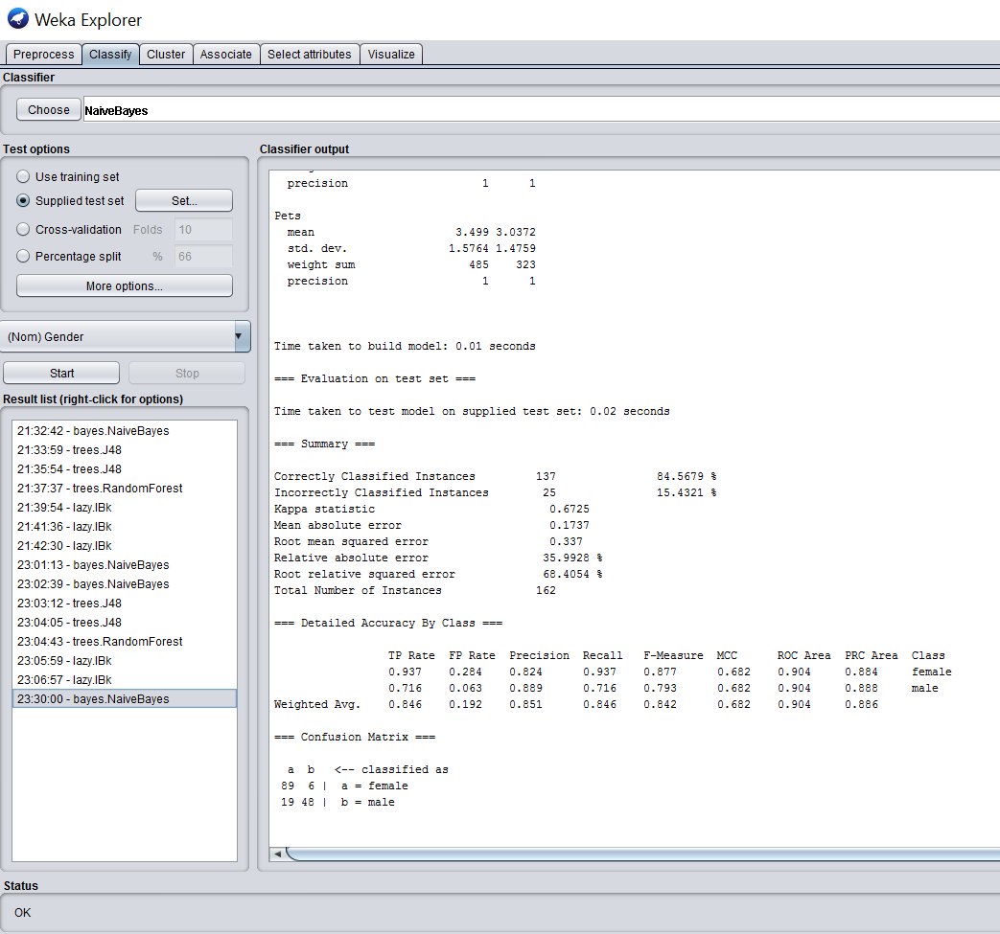 Weka Explorer
Preprocess Classify Cluster Associate Select attributes Visualize
Classifier
Choose NaiveBayes
Test options
Use training set
Supplied test set Set...
Cross-validation Folds 10
Percentage split % 66
More options...
(Nom) Gender
Start Stop
Result list (right-click for options)
21:32:42 - bayes.NaiveBayes
21:33:59 - trees.J48
21:35:54 - trees.J48
21:37:37 - trees.RandomForest
21:39:54 - lazy.IBk
21:41:36 - lazy.IBk
21:42:30 - lazy.IBk
23:01:13 - bayes.NaiveBayes
23:02:39 - bayes.NaiveBayes
23:03:12 - trees.J48
23:04:05 - trees.J48
23:04:43 - trees.RandomForest
23:05:59 - lazy.IBk
23:06:57 - lazy.IBk
23:30:00 - bayes.NaiveBayes
Classifier output
precision 1 1
Pets
mean 3.499 3.0372
std. dev. 1.5764 1.4759
weight sum 485 323
precision 1 1
Time taken to build model: 0.01 seconds
=== Evaluation on test set ===
Time taken to test model on supplied test set: 0.02 seconds
=== Summary ===
Correctly Classified Instances 137 84.5679 %
Incorrectly Classified Instances 25 15.4321 %
Kappa statistic 0.6725
Mean absolute error 0.1737
Root mean squared error 0.337
Relative absolute error 35.9928 %
Root relative squared error 68.4054 %
Total Number of Instances 162
=== Detailed Accuracy By Class ===
TP Rate FP Rate Precision Recall F-Measure MCC ROC Area PRC Area Class
0.937 0.284 0.824 0.937 0.877 0.682 0.904 0.884 female
0.716 0.063 0.889 0.716 0.793 0.682 0.904 0.888 male
Weighted Avg. 0.846 0.192 0.851 0.846 0.842 0.682 0.904 0.886
=== Confusion Matrix ===
a b <-- classified as
89 6 | a = female
19 48 | b = male
Status
OK